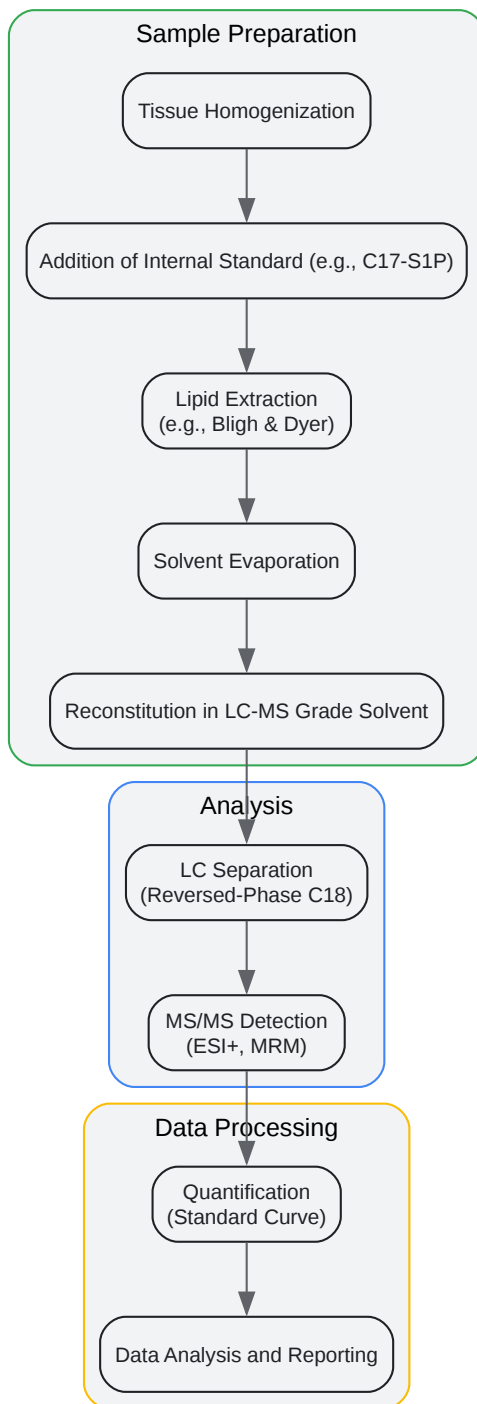 Sample Preparation
Tissue Homogenization
Addition of Internal Standard (e.g., C17-S1P)
Lipid Extraction
(e.g., Bligh & Dyer)
Solvent Evaporation
Reconstitution in LC-MS Grade Solvent
Analysis
LC Separation
(Reversed-Phase C18)
MS/MS Detection
(ESI+, MRM)
Data Processing
Quantification
(Standard Curve)
Data Analysis and Reporting